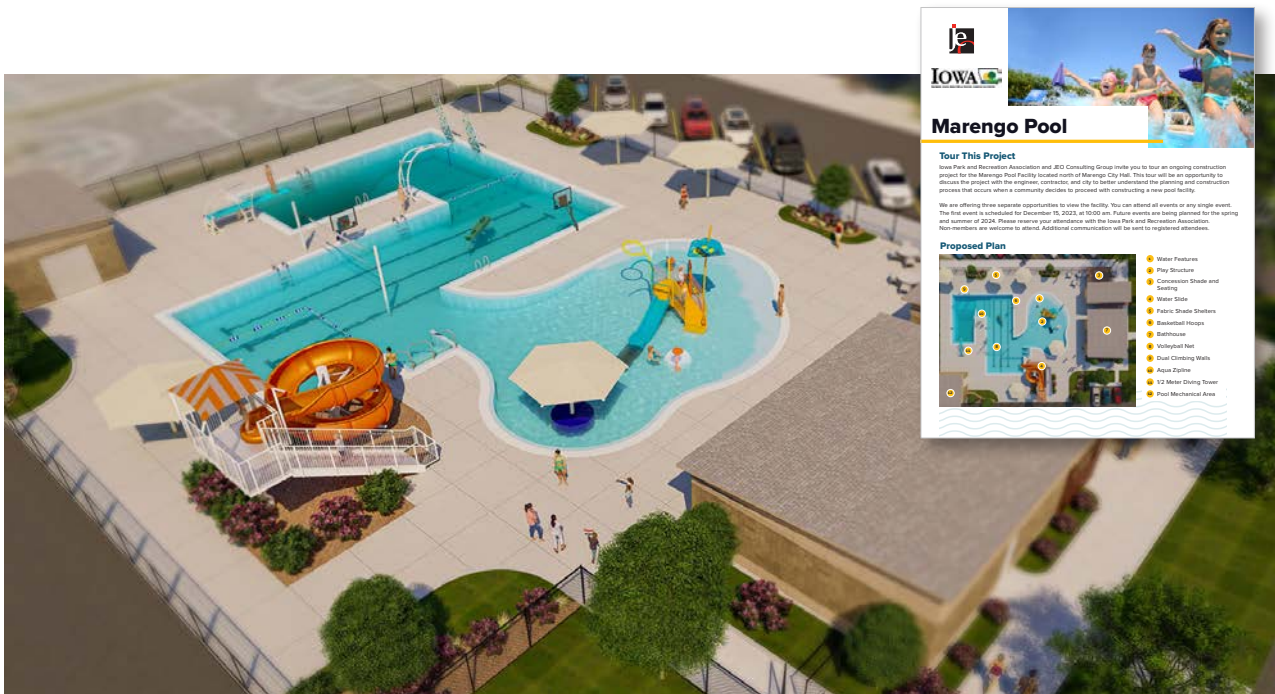 je
IOWA
Marengo Pool
Tour This Project
Iowa Park and Recreation Association and JEO Consulting Group invite you to tour an ongoing construction
project for the Marengo Pool Facility located north of Marengo City Hall. This tour will be an opportunity to
discuss the project with the engineer, contractor, and city to better understand the planning and construction
process that occurs when a community decides to proceed with constructing a new pool facility.
We are offering three separate opportunities to view the facility. You can attend all events or any single event.
The first event is scheduled for December 15, 2023, at 10:00 am. Future events are being planned for the spring
and summer of 2024. Please reserve your attendance with the Iowa Park and Recreation Association.
Non-members are welcome to attend. Additional communication will be sent to registered attendees.
Proposed Plan
Water Features
Play Structure
Concession Shade and
Seating
Water Slide
Fabric Shade Shelters
Basketball Hoops
Bathhouse
Volleyball Net
Dual Climbing Walls
Aqua Zipline
1/2 Meter Diving Tower
Pool Mechanical Area